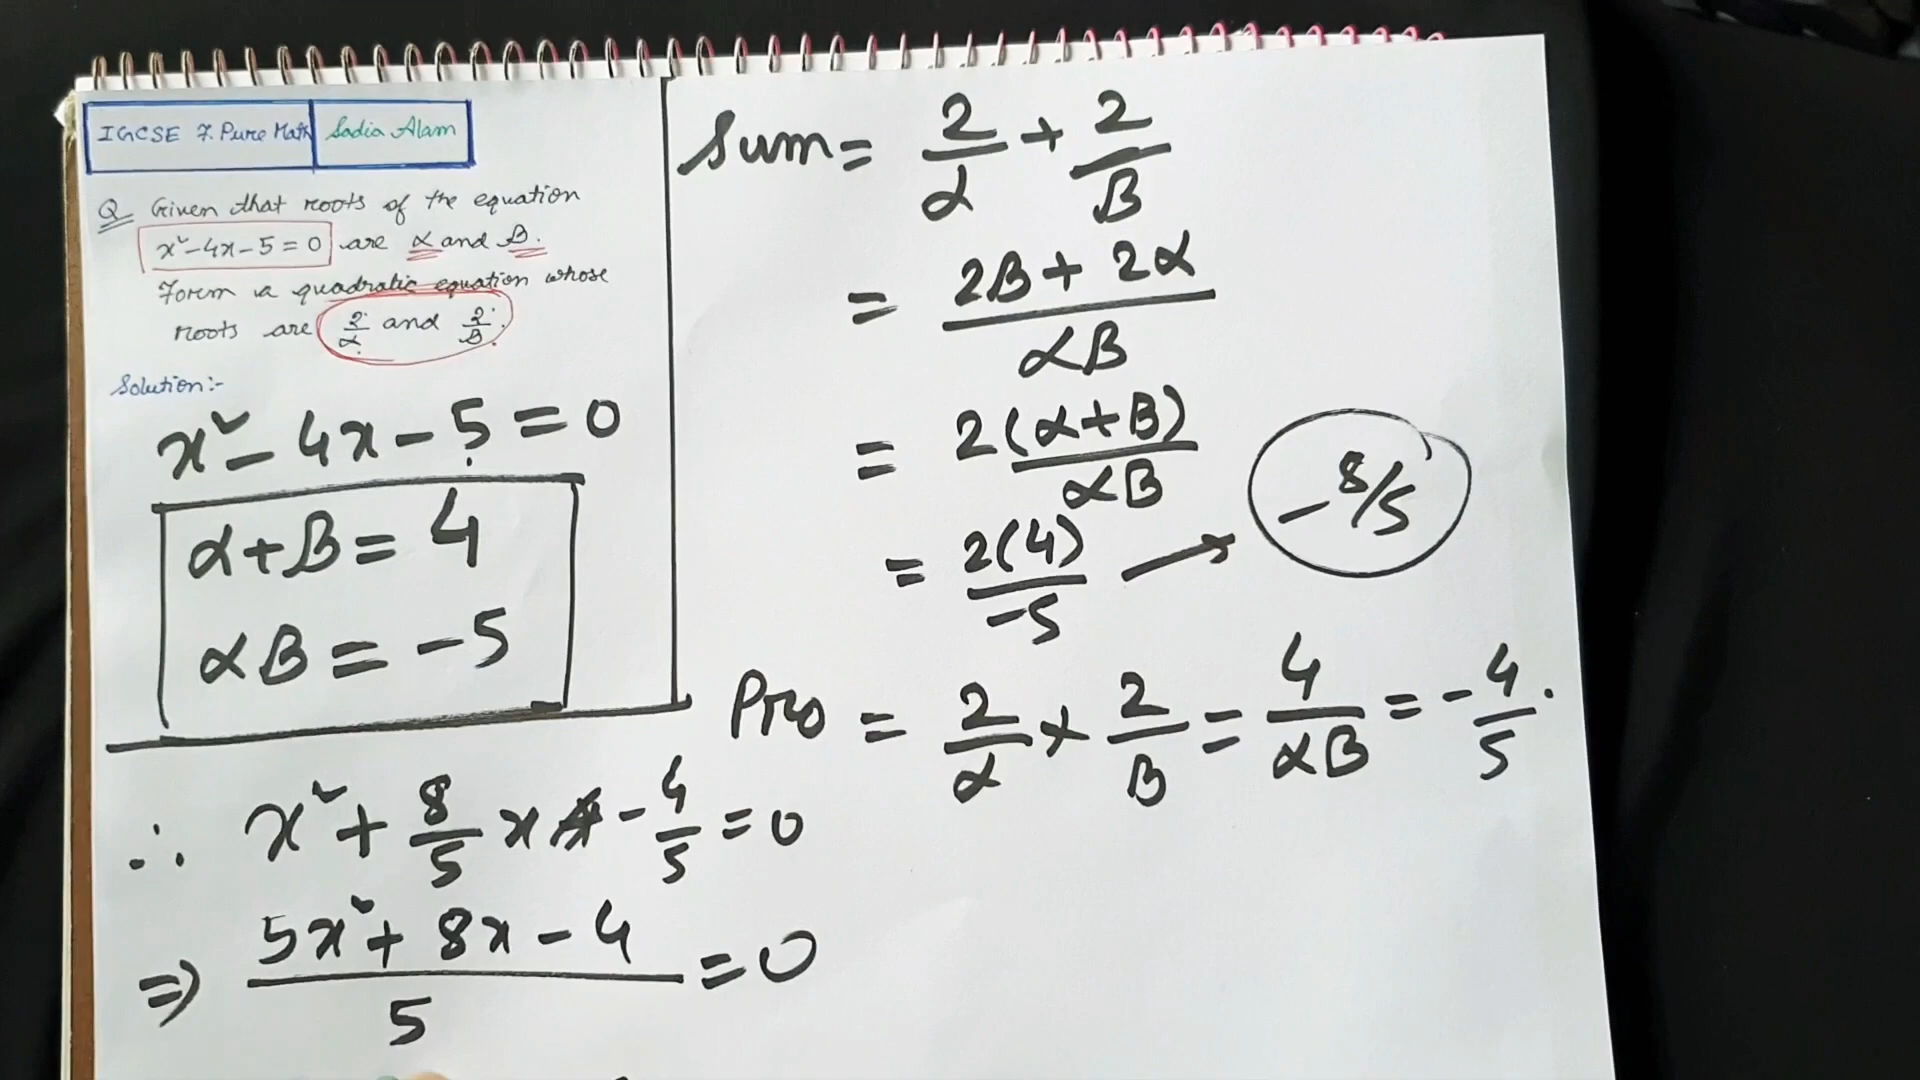 IGCSE 7. Pure Math Sadia Alam
Q Given that roots of the equation
x²-4x-5=0 are α and β.
Form a quadratic equation whose
roots are 2/α and 2/β.
Solution:-
x² - 4x - 5 = 0
α+β = 4
αβ = -5
Sum = 2/α + 2/β
= 2β + 2α / αβ
= 2(α+β) / αβ
= 2(4) / -5 → -8/5
Pro = 2/α × 2/β = 4/αβ = -4/5.
∴ x² + 8/5 x - 4/5 = 0
⇒ 5x² + 8x - 4 / 5 = 0